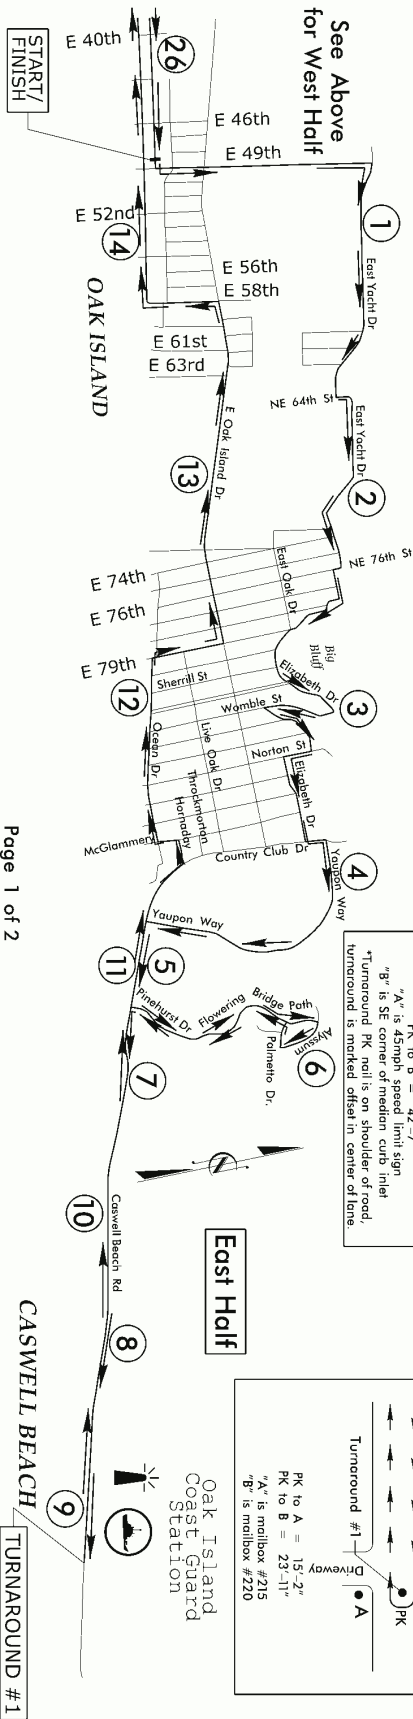 See Above
for West Half
26
E 40th
START/
FINISH
E 46th
E 49th
1
E 52nd
14
East Yacht Dr
E 56th
E 58th
OAK ISLAND
E 61st
E 63rd
NE 64th St
East Yacht Dr
E Oak Island Dr
13
2
NE 76th St
East Oak Dr
E 74th
E 76th
E 79th
Big
Bluff
Elizabeth Dr
3
Sherrill St
12
Womble St
Ocean Dr
Live Oak Dr
Norton St
Elizabeth Dr
Throckmorton
Hornaday
McGlammery
Country Club Dr
Yaupon Way
4
Page 1 of 2
Yaupon Way
5
11
PK to B = 42'-7"
"A" is 45mph speed limit sign
"B" is SE corner of median curb inlet
*Turnaround PK nail is on shoulder of road,
turnaround is marked offset in center of lane.
Pinehurst Dr
Flowering
Bridge Path
Alyssum
Palmetto Dr.
6
7
10
Caswell Beach Rd
East Half
8
CASWELL BEACH
9
Oak Island
Coast Guard
Station
TURNAROUND #1
Turnaround #1
PK
Driveway
A
PK to A = 15'-2"
PK to B = 23'-11"
"A" is mailbox #215
"B" is mailbox #220